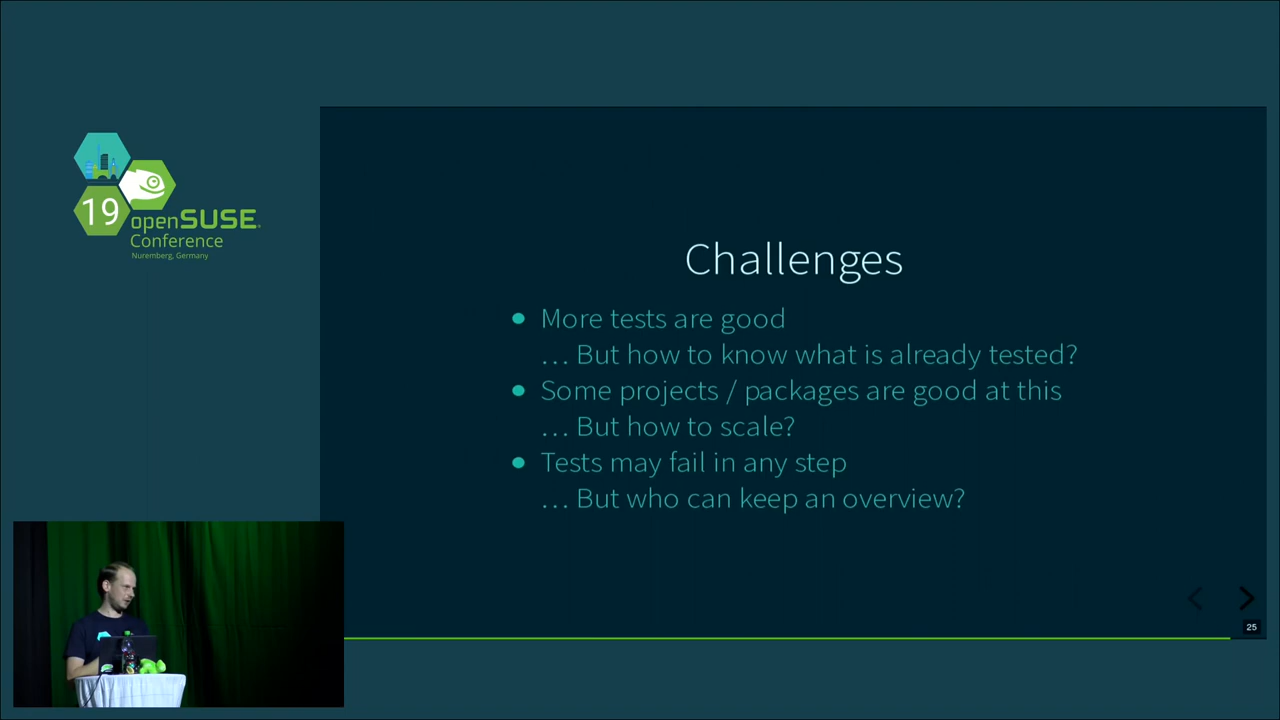 19
openSUSE
Conference
Nuremberg, Germany
Challenges
More tests are good
... But how to know what is already tested?
Some projects / packages are good at this
... But how to scale?
Tests may fail in any step
... But who can keep an overview?
25